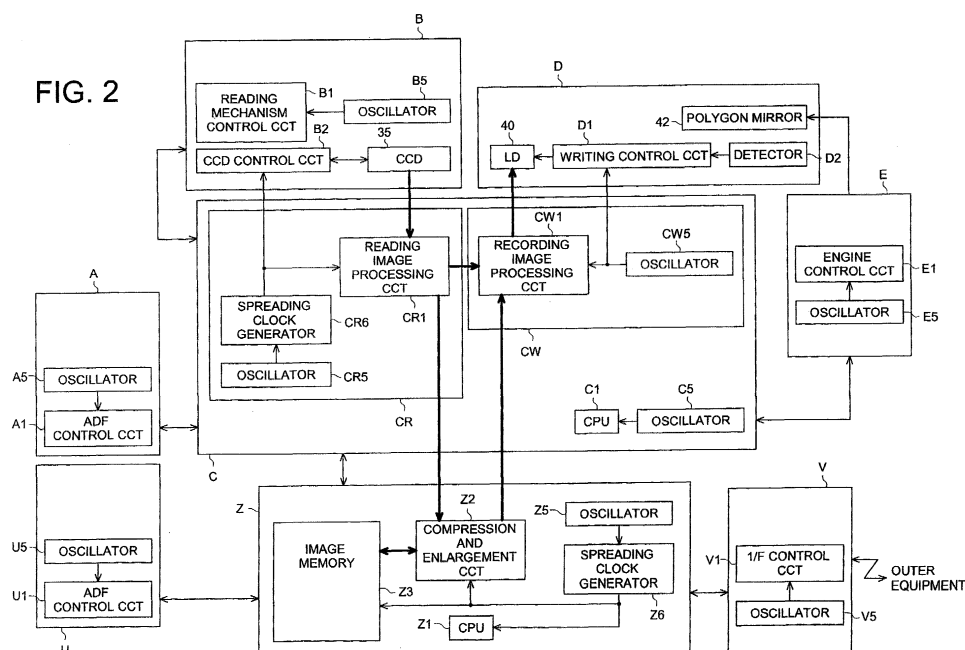 FIG. 2
B
B1
READING
MECHANISM
CONTROL CCT
B5
OSCILLATOR
B2
CCD CONTROL CCT
35
CCD
D
42
POLYGON MIRROR
40
LD
D1
WRITING CONTROL CCT
DETECTOR
D2
E
ENGINE
CONTROL CCT
E1
OSCILLATOR
E5
READING
IMAGE
PROCESSING
CCT
CR1
SPREADING
CLOCK
GENERATOR
CR6
OSCILLATOR
CR5
CR
CW1
RECORDING
IMAGE
PROCESSING
CCT
CW5
OSCILLATOR
CW
C1
CPU
C5
OSCILLATOR
C
A
A5
OSCILLATOR
A1
ADF
CONTROL CCT
U5
OSCILLATOR
U1
ADF
CONTROL CCT
Z
IMAGE
MEMORY
Z3
Z2
COMPRESSION
AND
ENLARGEMENT
CCT
Z5
OSCILLATOR
SPREADING
CLOCK
GENERATOR
Z6
Z1
CPU
V
V1
1/F CONTROL
CCT
OSCILLATOR
V5
OUTER
EQUIPMENT